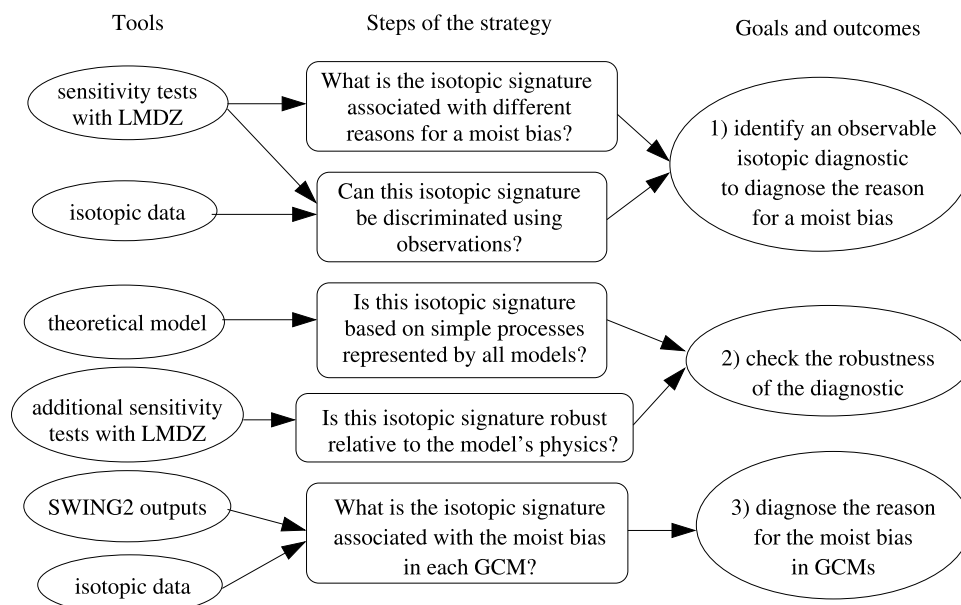 Tools
Steps of the strategy
Goals and outcomes
sensitivity tests
with LMDZ
What is the isotopic signature
associated with different
reasons for a moist bias?
1) identify an observable
isotopic diagnostic
to diagnose the reason
for a moist bias
isotopic data
Can this isotopic signature
be discriminated using
observations?
theoretical model
Is this isotopic signature
based on simple processes
represented by all models?
2) check the robustness
of the diagnostic
additional sensitivity
tests with LMDZ
Is this isotopic signature robust
relative to the model's physics?
SWING2 outputs
isotopic data
What is the isotopic signature
associated with the moist bias
in each GCM?
3) diagnose the reason
for the moist bias
in GCMs